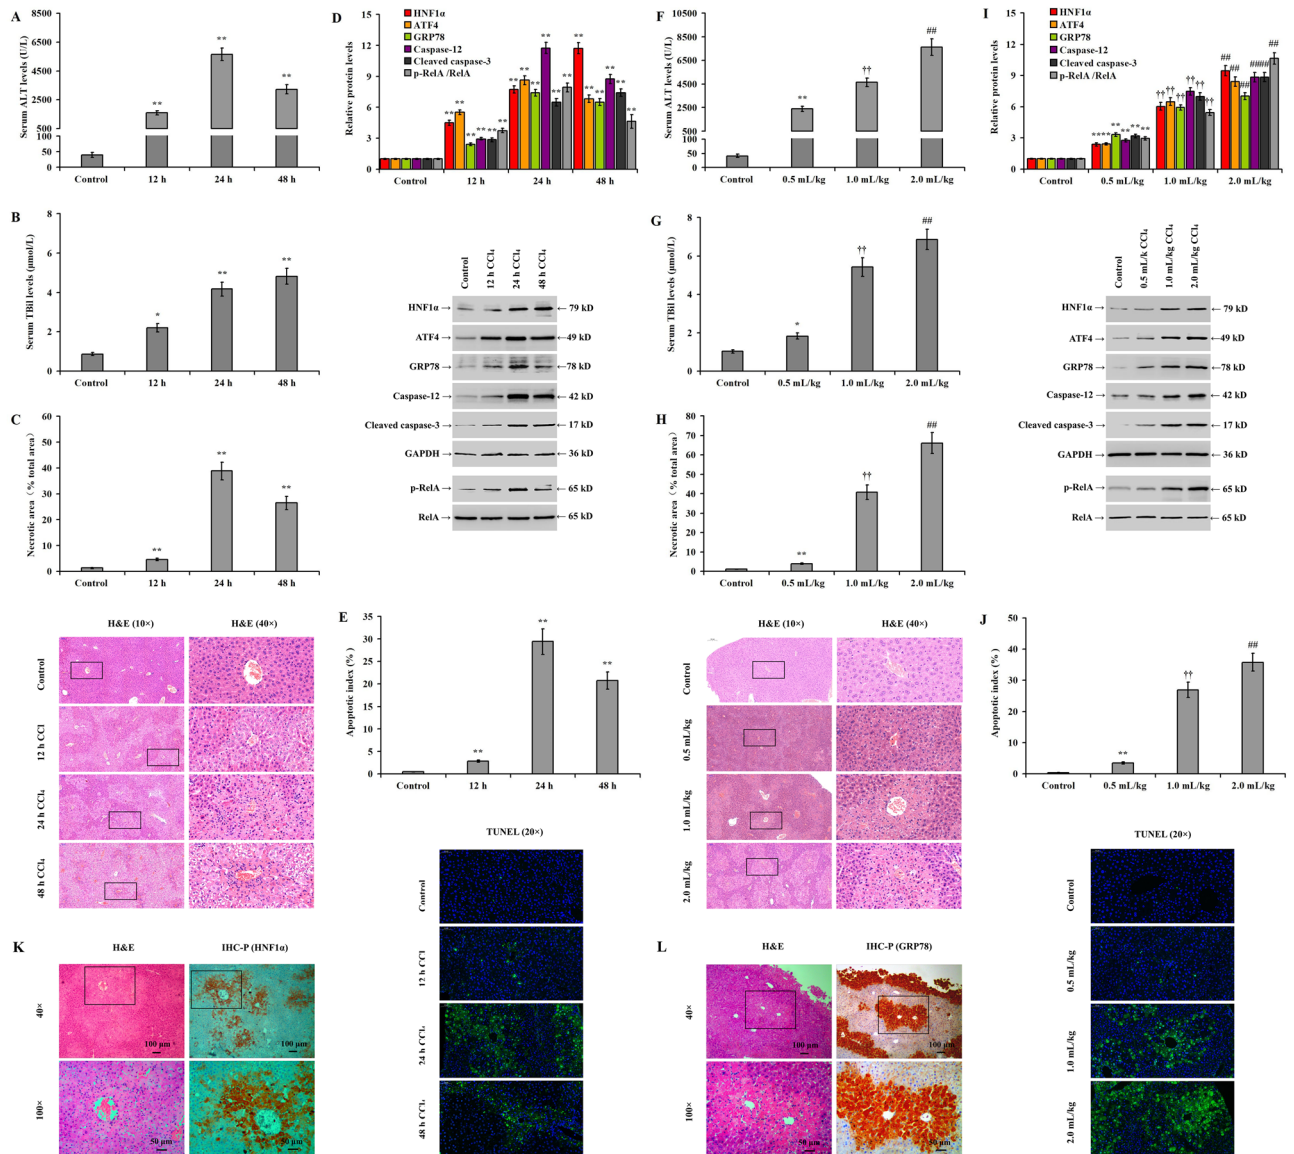 A
Serum ALT levels (U/L)
8500
6500
4500
2500
500
100
50
0
**
**
**
Control
12 h
24 h
48 h
B
Serum TBil levels (μmol/L)
8
6
4
2
0
*
**
**
Control
12 h
24 h
48 h
C
Necrotic area（% total area）
60
50
40
30
20
10
0
**
**
**
Control
12 h
24 h
48 h
H&E (10×)
H&E (40×)
Control
12 h CCl
24 h CCl₄
48 h CCl₄
D
Relative protein levels
15
12
9
6
3
0
HNF1α
ATF4
GRP78
Caspase-12
Cleaved caspase-3
p-RelA /RelA
Control
12 h
24 h
48 h
Control
12 h CCl₄
24 h CCl₄
48 h CCl₄
HNF1α→ ← 79 kD
ATF4→ ← 49 kD
GRP78→ ← 78 kD
Caspase-12→ ← 42 kD
Cleaved caspase-3→ ← 17 kD
GAPDH→ ← 36 kD
p-RelA→ ← 65 kD
RelA→ ← 65 kD
E
Apoptotic index (%)
35
30
25
20
15
10
5
0
**
**
**
Control
12 h
24 h
48 h
TUNEL (20×)
Control
12 h CCl
24 h CCl₄
48 h CCl₄
F
Serum ALT levels (U/L)
10500
8500
6500
4500
2500
500
100
50
0
**
††
##
Control
0.5 mL/kg
1.0 mL/kg
2.0 mL/kg
G
Serum TBil levels (μmol/L)
8
6
4
2
0
*
††
##
Control
0.5 mL/kg
1.0 mL/kg
2.0 mL/kg
H
Necrotic area（% total area）
80
70
60
50
40
30
20
10
0
**
††
##
Control
0.5 mL/kg
1.0 mL/kg
2.0 mL/kg
H&E (10×)
H&E (40×)
Control
0.5 mL/kg
1.0 mL/kg
2.0 mL/kg
I
Relative protein levels
15
12
9
6
3
0
HNF1α
ATF4
GRP78
Caspase-12
Cleaved caspase-3
p-RelA /RelA
Control
0.5 mL/kg
1.0 mL/kg
2.0 mL/kg
Control
0.5 mL/k CCl₄
1.0 mL/kg CCl₄
2.0 mL/kg CCl₄
HNF1α→ ← 79 kD
ATF4→ ← 49 kD
GRP78→ ← 78 kD
Caspase-12→ ← 42 kD
Cleaved caspase-3→ ← 17 kD
GAPDH→ ← 36 kD
p-RelA→ ← 65 kD
RelA→ ← 65 kD
J
Apoptotic index (%)
50
40
30
20
10
0
**
††
##
Control
0.5 mL/kg
1.0 mL/kg
2.0 mL/kg
TUNEL (20×)
Control
0.5 mL/kg
1.0 mL/kg
2.0 mL/kg
K
H&E
IHC-P (HNF1α)
40×
100 μm
100 μm
100×
50 μm
50 μm
L
H&E
IHC-P (GRP78)
40×
100 μm
100 μm
100×
50 μm
50 μm